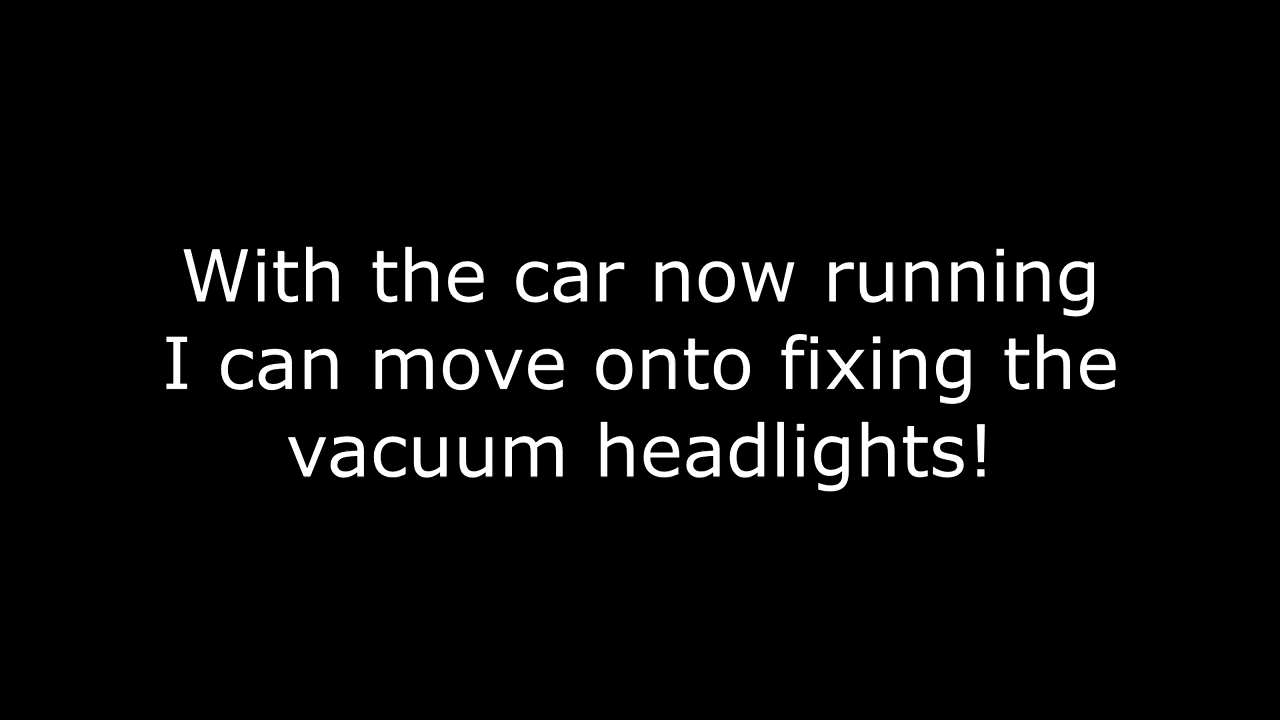 With the car now running
I can move onto fixing the
vacuum headlights!